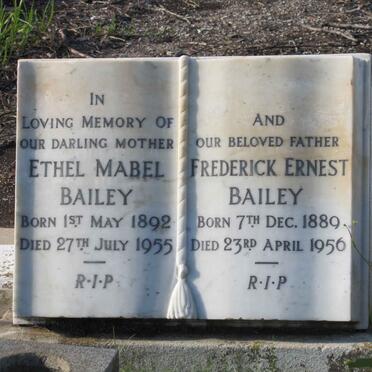 IN
LOVING MEMORY OF
OUR DARLING MOTHER
ETHEL MABEL
BAILEY
BORN 1ST MAY 1892
DIED 27TH JULY 1955
R·I·P
AND
OUR BELOVED FATHER
FREDERICK ERNEST
BAILEY
BORN 7TH DEC. 1889.
DIED 23RD APRIL 1956
R·I·P